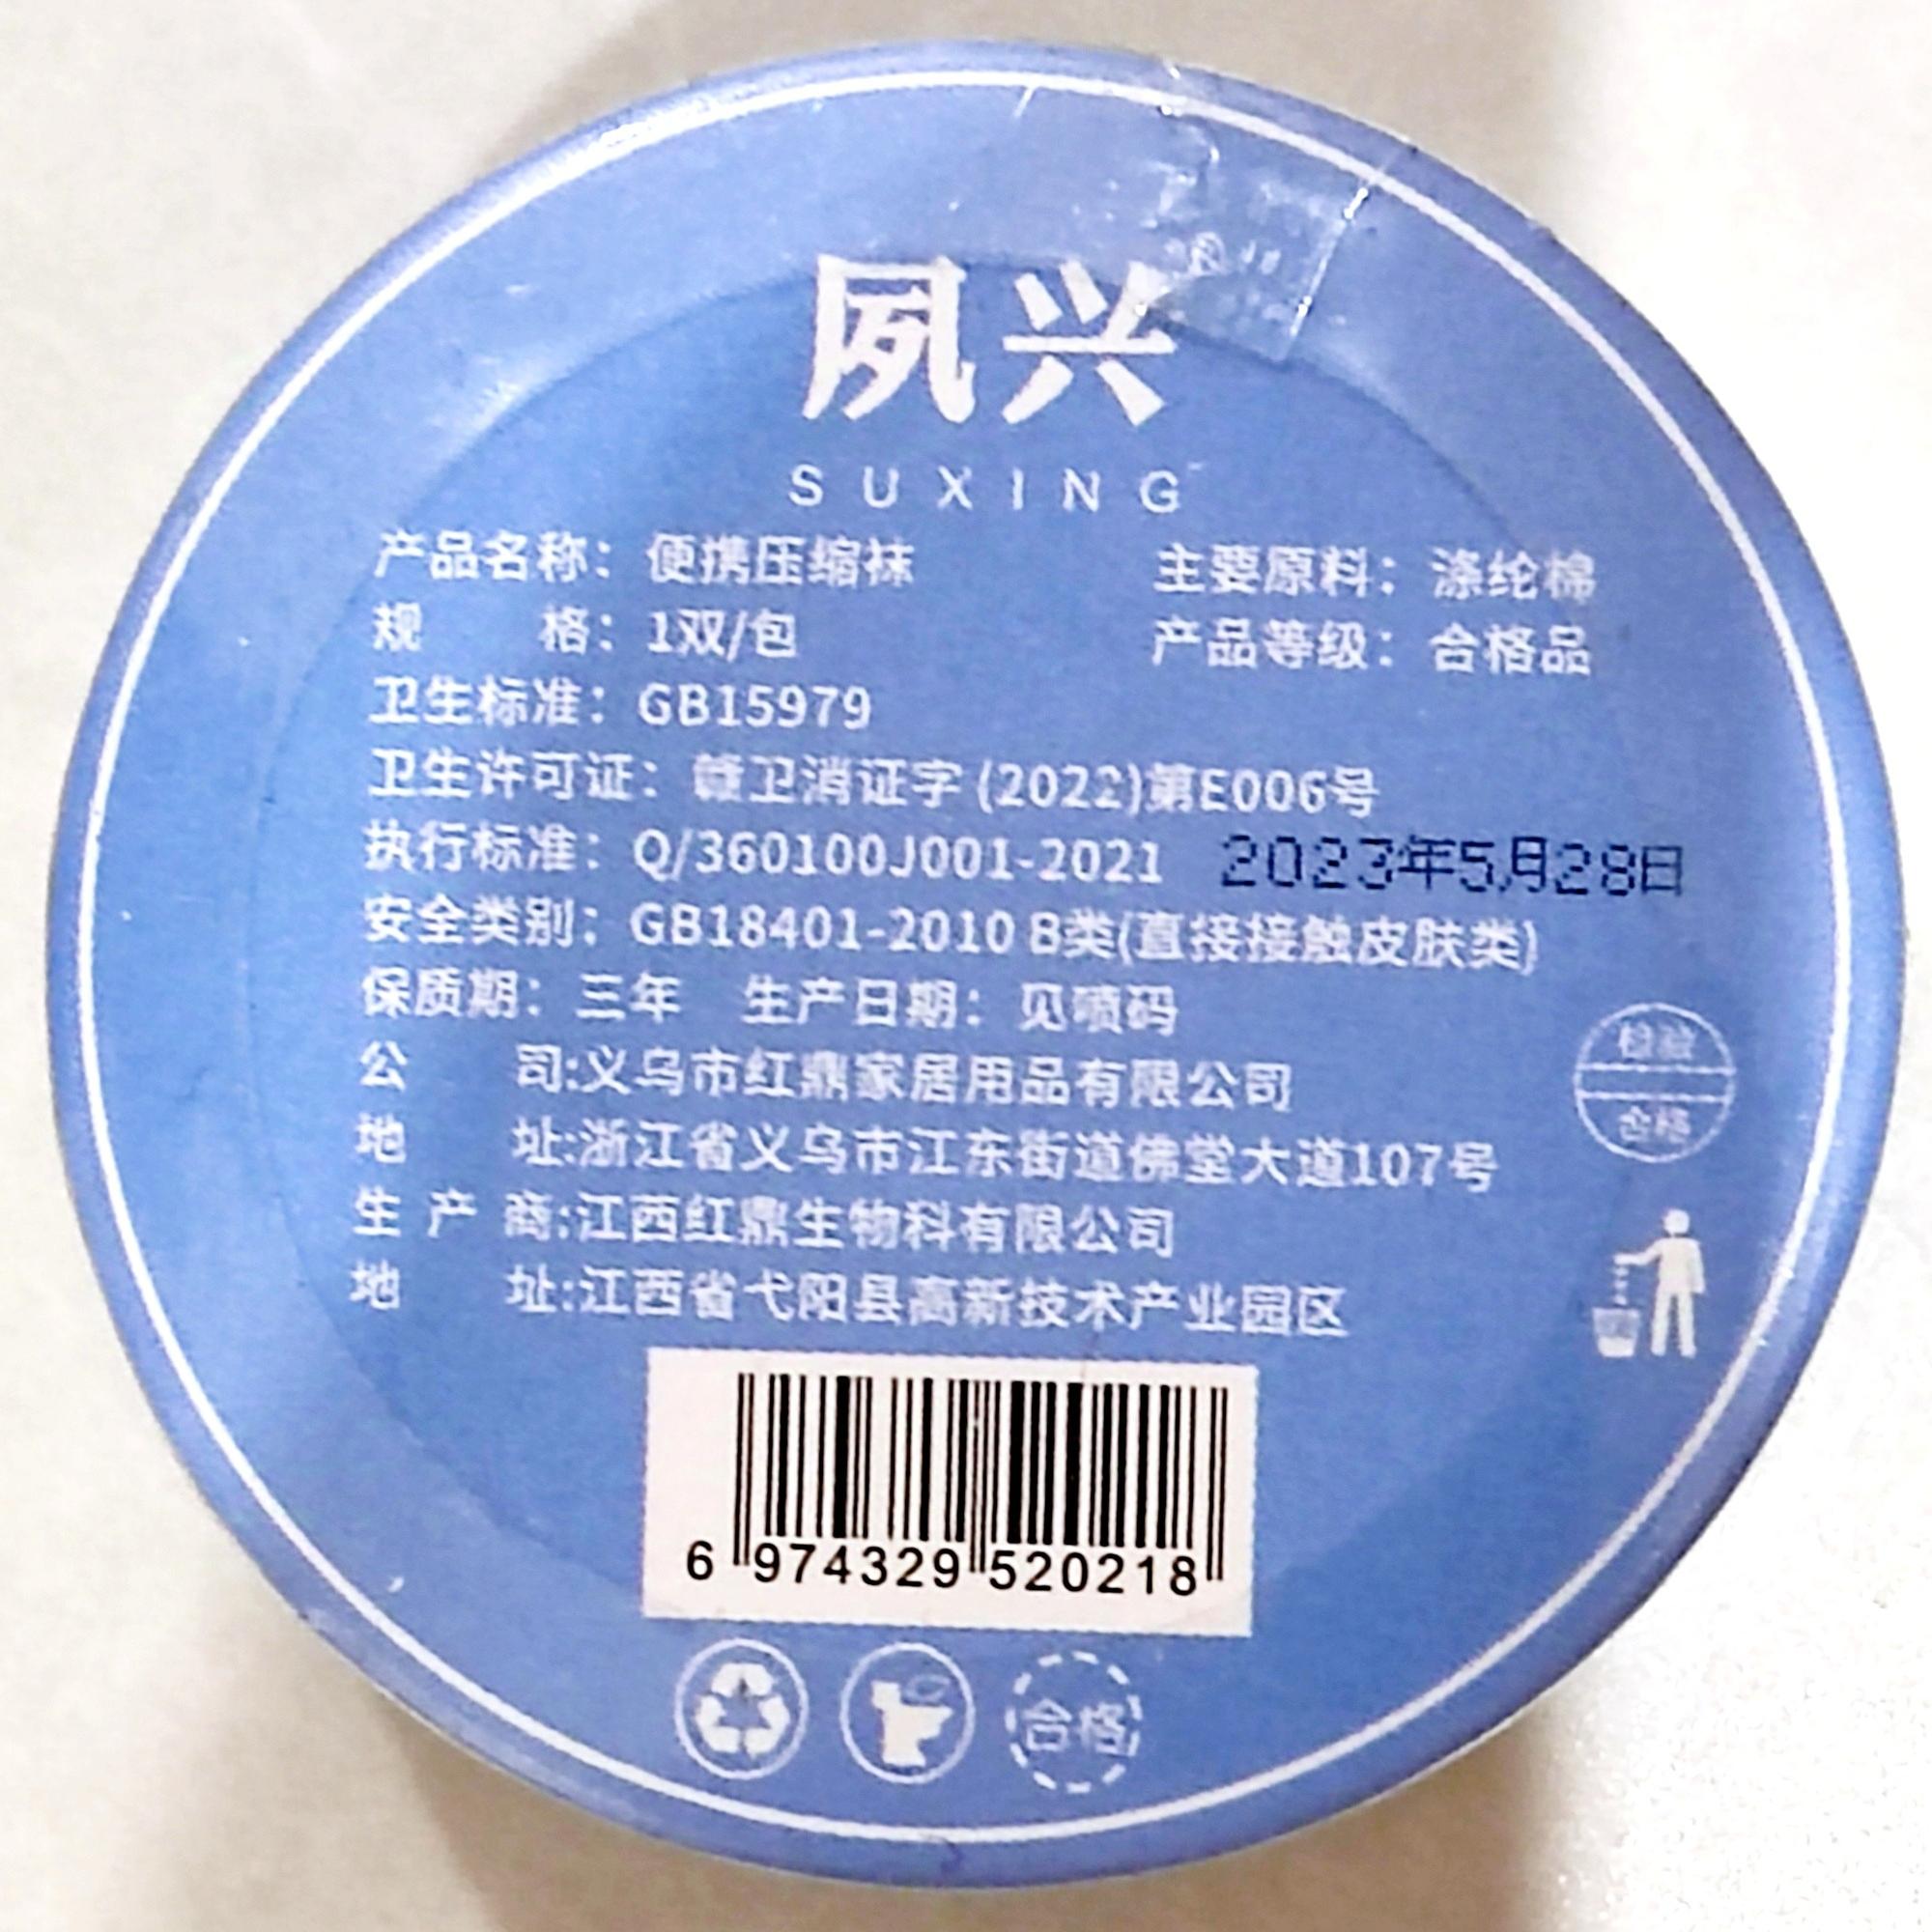 夙兴
SUXING
产品名称：便携压缩袜 主要原料：涤纶棉
规 格：1双/包 产品等级：合格品
卫生标准：GB15979
卫生许可证：赣卫消证字 (2022)第E006号
执行标准：Q/360100J001-2021 2023年5月28日
安全类别：GB18401-2010 B类(直接接触皮肤类)
保质期：三年 生产日期：见喷码
公 司:义乌市红鼎家居用品有限公司
地 址:浙江省义乌市江东街道佛堂大道107号
生 产 商:江西红鼎生物科有限公司
地 址:江西省弋阳县高新技术产业园区
检验
合格
6 974329 520218
合格